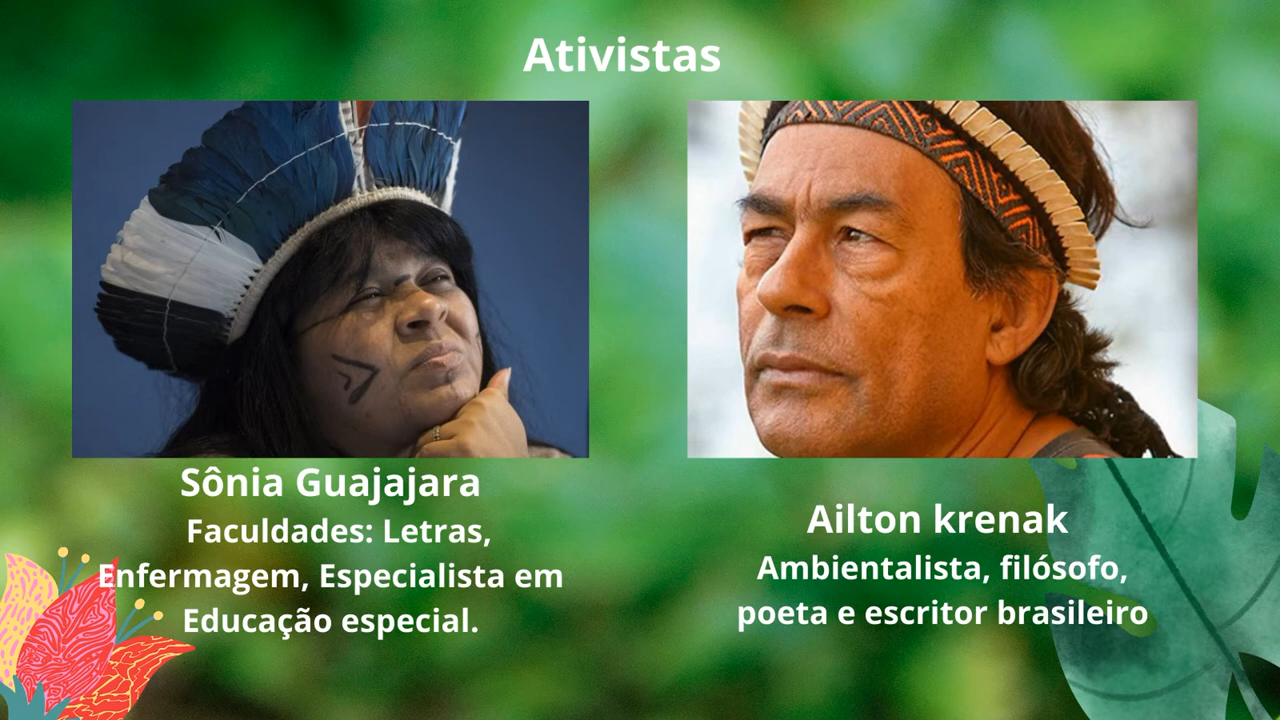 Ativistas
Sônia Guajajara
Faculdades: Letras,
Enfermagem, Especialista em
Educação especial.
Ailton krenak
Ambientalista, filósofo,
poeta e escritor brasileiro